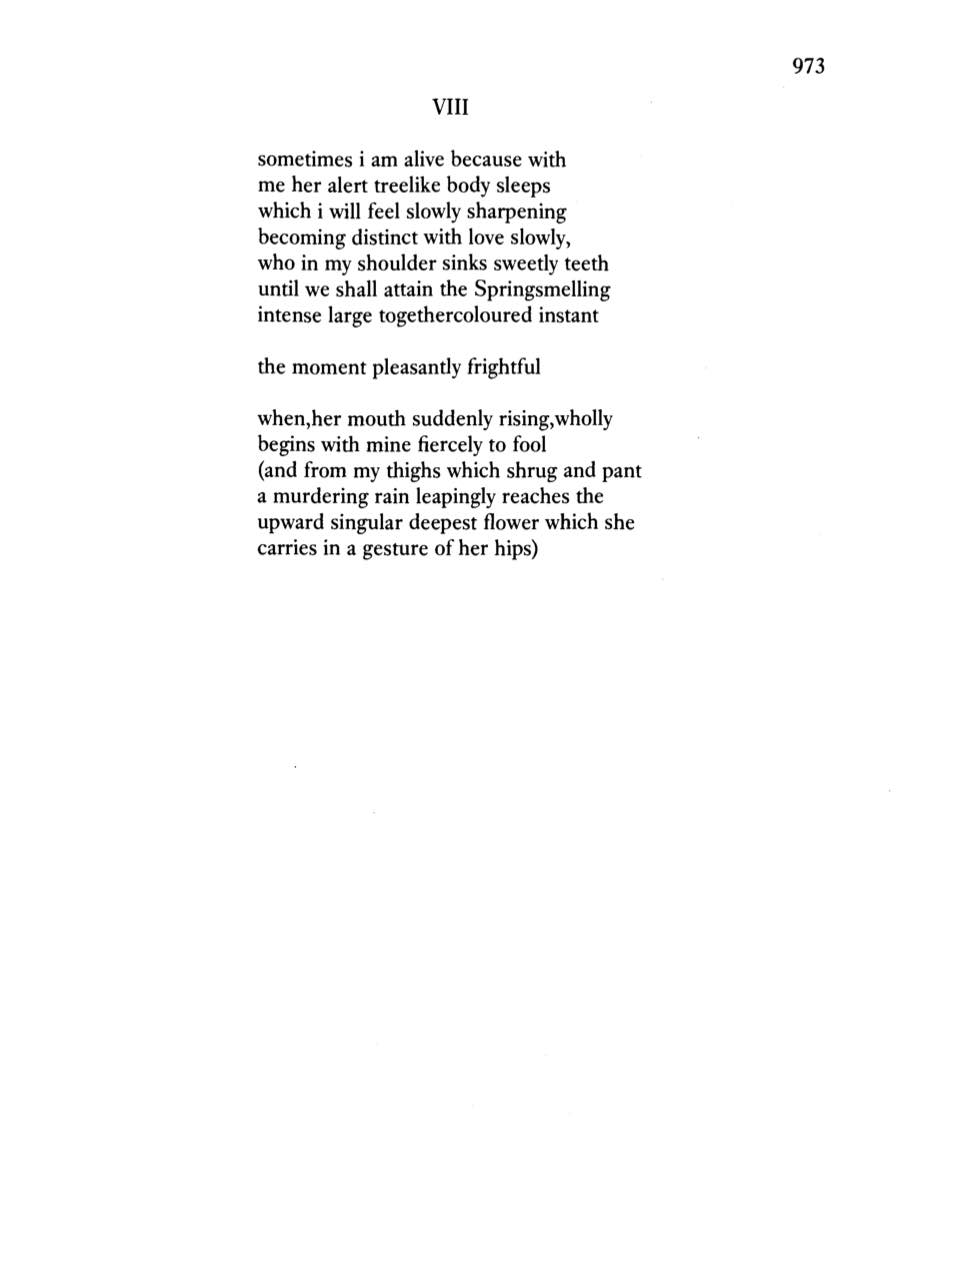 973
VIII
sometimes i am alive because with
me her alert treelike body sleeps
which i will feel slowly sharpening
becoming distinct with love slowly,
who in my shoulder sinks sweetly teeth
until we shall attain the Springsmelling
intense large togethercoloured instant
the moment pleasantly frightful
when,her mouth suddenly rising,wholly
begins with mine fiercely to fool
(and from my thighs which shrug and pant
a murdering rain leapingly reaches the
upward singular deepest flower which she
carries in a gesture of her hips)